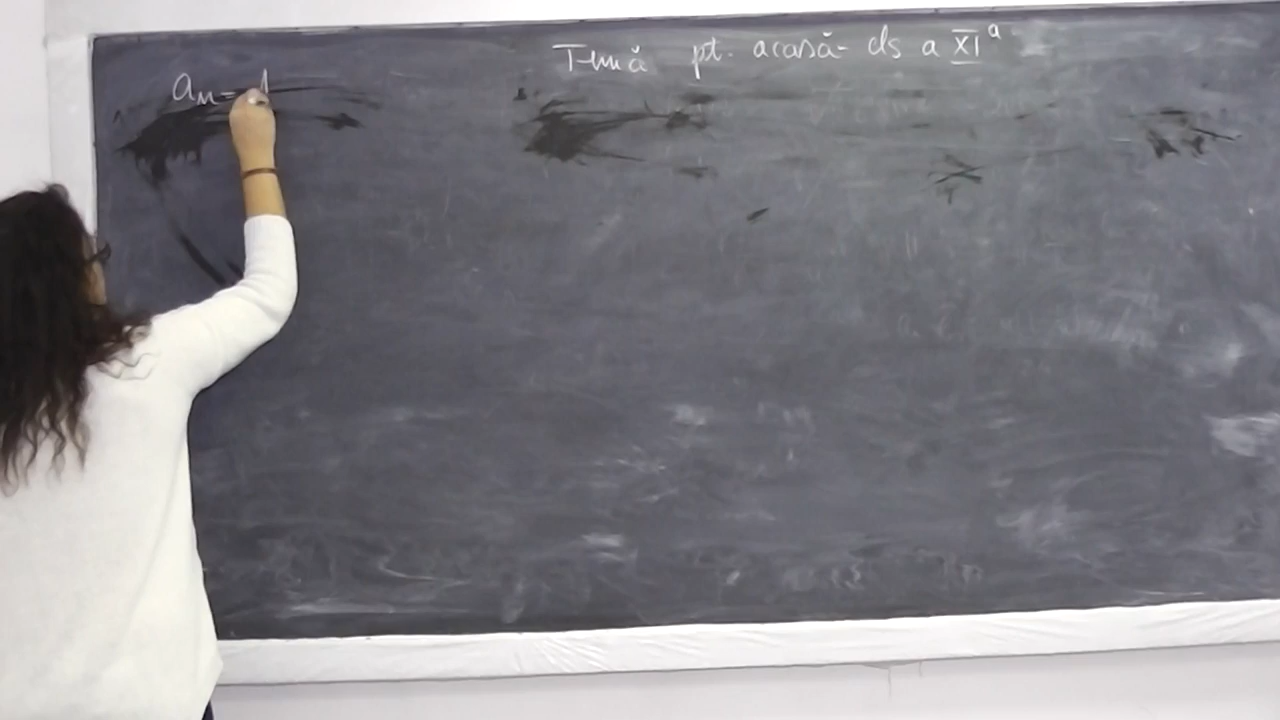 Temă pt. acasă - cls a XI a
an = 1